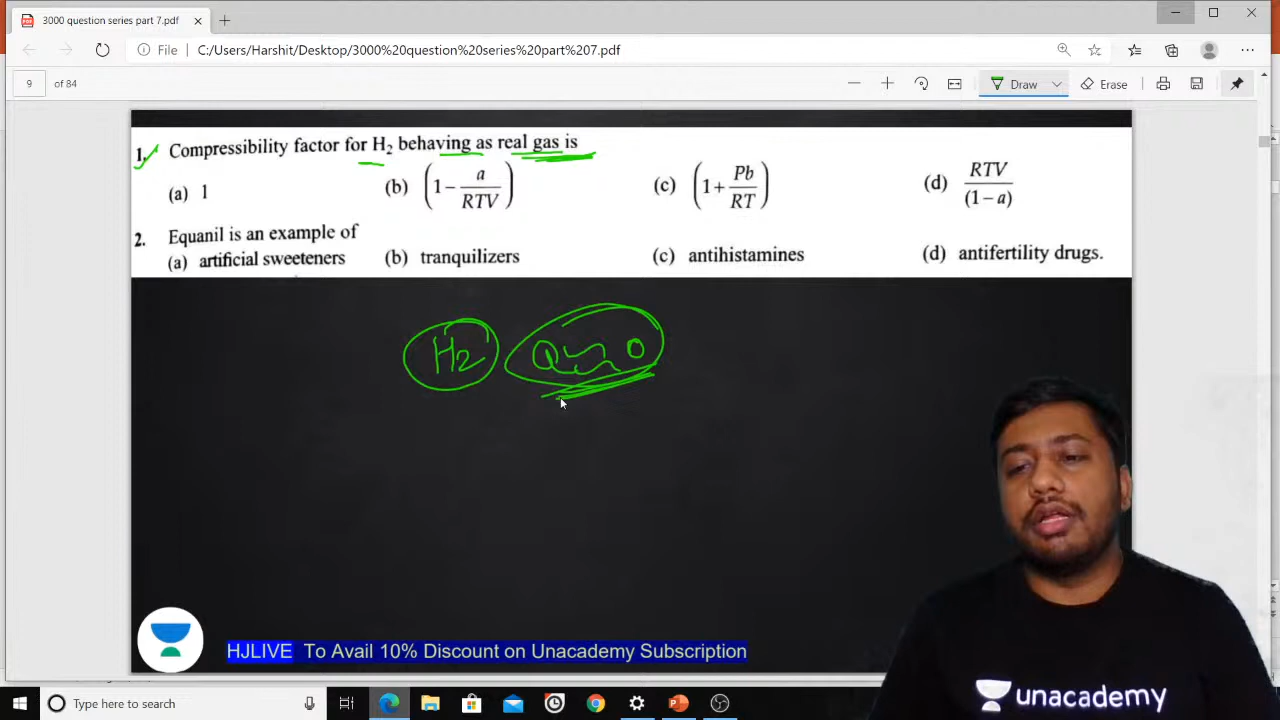 3000 question series part 7.pdf
File C:/Users/Harshit/Desktop/3000%20question%20series%20part%207.pdf
9 of 84 Draw Erase
1. Compressibility factor for H₂ behaving as real gas is
(a) 1 (b) (1 − a/RTV) (c) (1 + Pb/RT) (d) RTV/(1 − a)
2. Equanil is an example of
(a) artificial sweeteners (b) tranquilizers (c) antihistamines (d) antifertility drugs.
H2
HJLIVE To Avail 10% Discount on Unacademy Subscription
unacademy
Type here to search